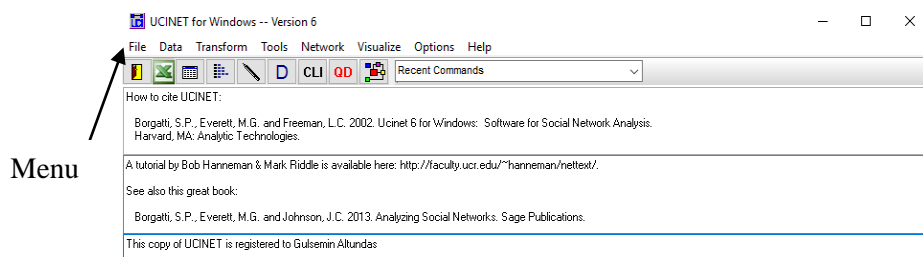 UCINET for Windows -- Version 6
File Data Transform Tools Network Visualize Options Help
D CLI QD Recent Commands
How to cite UCINET:
Borgatti, S.P., Everett, M.G. and Freeman, L.C. 2002. Ucinet 6 for Windows: Software for Social Network Analysis.
Harvard, MA: Analytic Technologies.
Menu
A tutorial by Bob Hanneman & Mark Riddle is available here: http://faculty.ucr.edu/~hanneman/nettext/.
See also this great book:
Borgatti, S.P., Everett, M.G. and Johnson, J.C. 2013. Analyzing Social Networks. Sage Publications.
This copy of UCINET is registered to Gulsemin Altundas